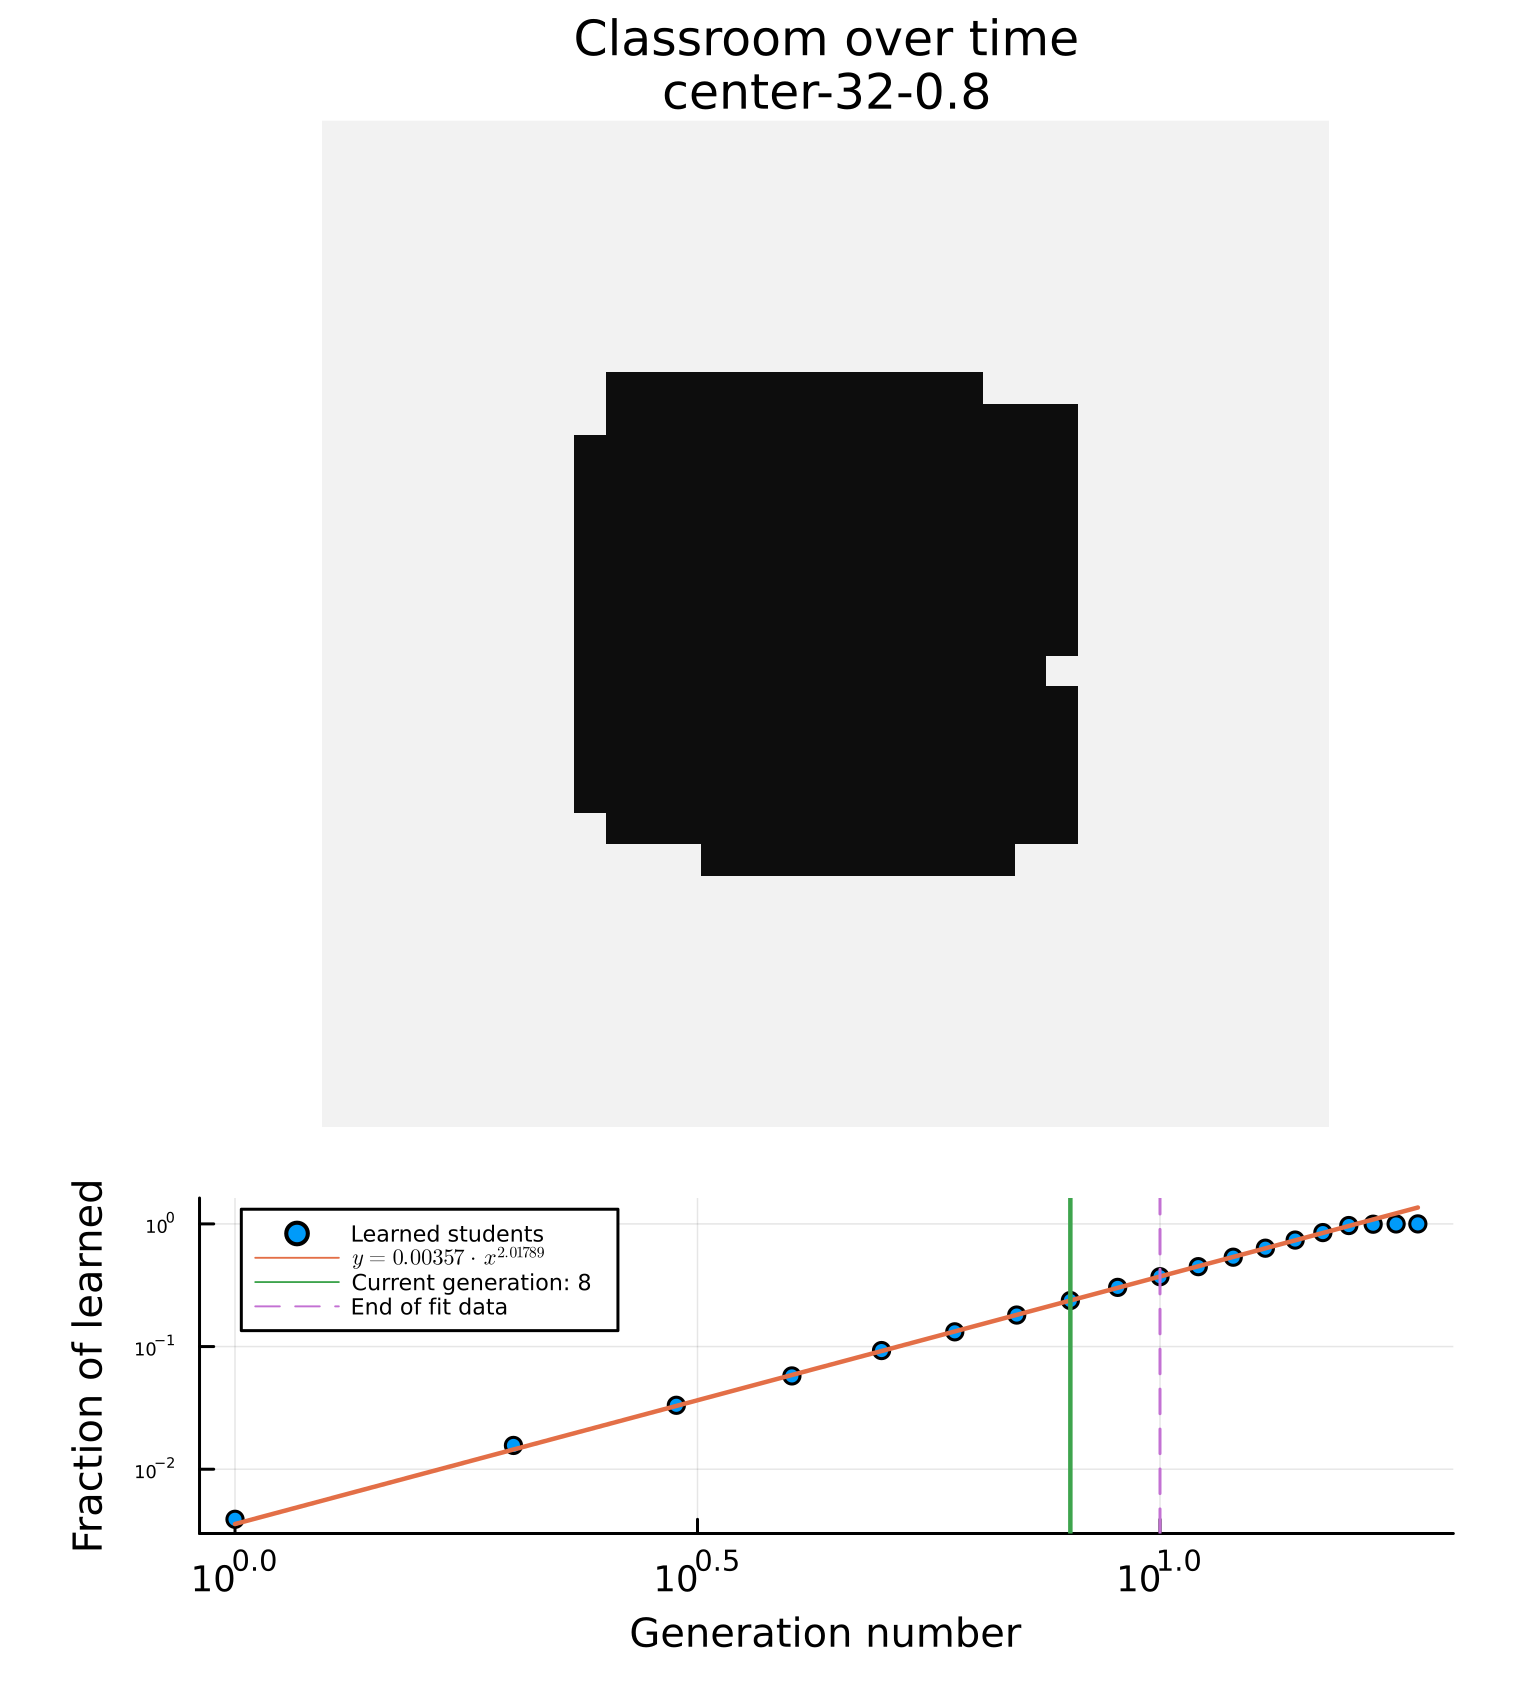 Classroom over time
center-32-0.8
Fraction of learned
10^0
10^-1
10^-2
Learned students
y = 0.00357 · x^2.01789
Current generation: 8
End of fit data
10^0.0 10^0.5 10^1.0
Generation number